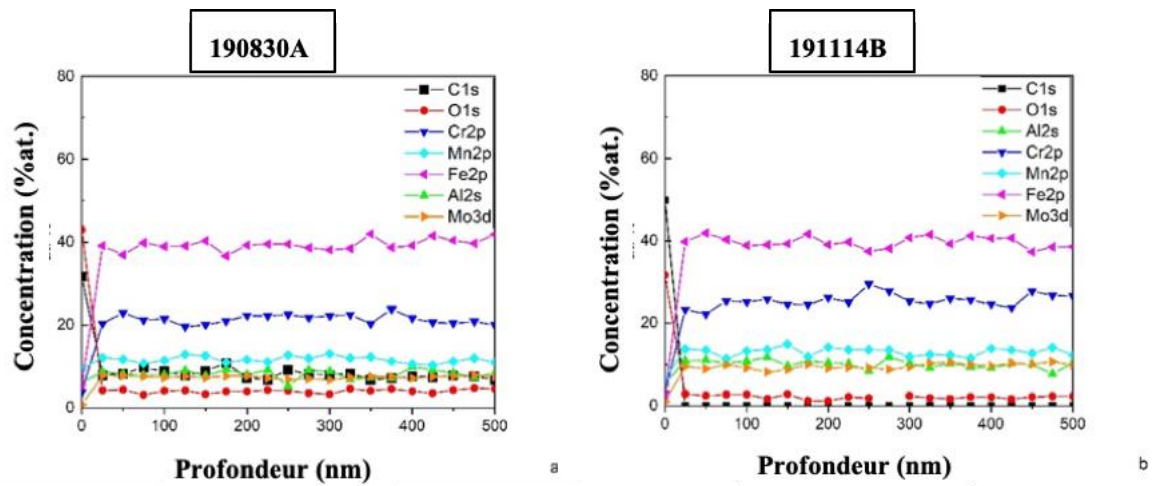 190830A
191114B
80
60
40
20
0
Concentration (%at.)
C1s
O1s
Cr2p
Mn2p
Fe2p
Al2s
Mo3d
0
100
200
300
400
500
Profondeur (nm)
a
80
60
40
20
0
Concentration (%at.)
C1s
O1s
Al2s
Cr2p
Mn2p
Fe2p
Mo3d
0
100
200
300
400
500
Profondeur (nm)
b